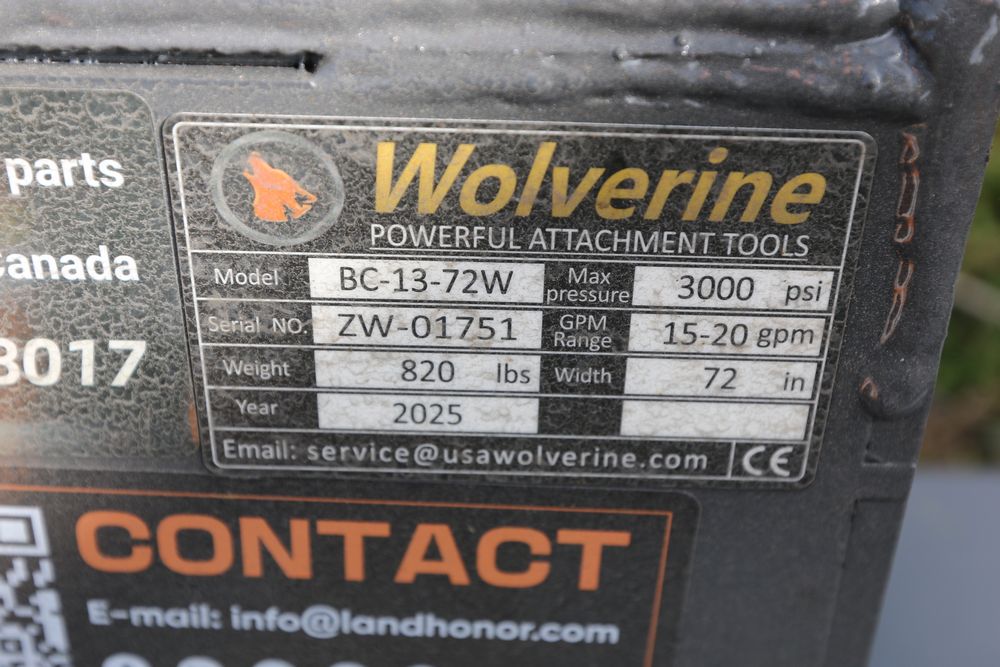 parts
Canada
3017
Wolverine
POWERFUL ATTACHMENT TOOLS
Model BC-13-72W Max pressure 3000 psi
Serial NO. ZW-01751 GPM Range 15-20 gpm
Weight 820 lbs Width 72 in
Year 2025
Email: service@usawolverine.com CE
CONTACT
E-mail: info@landhonor.com